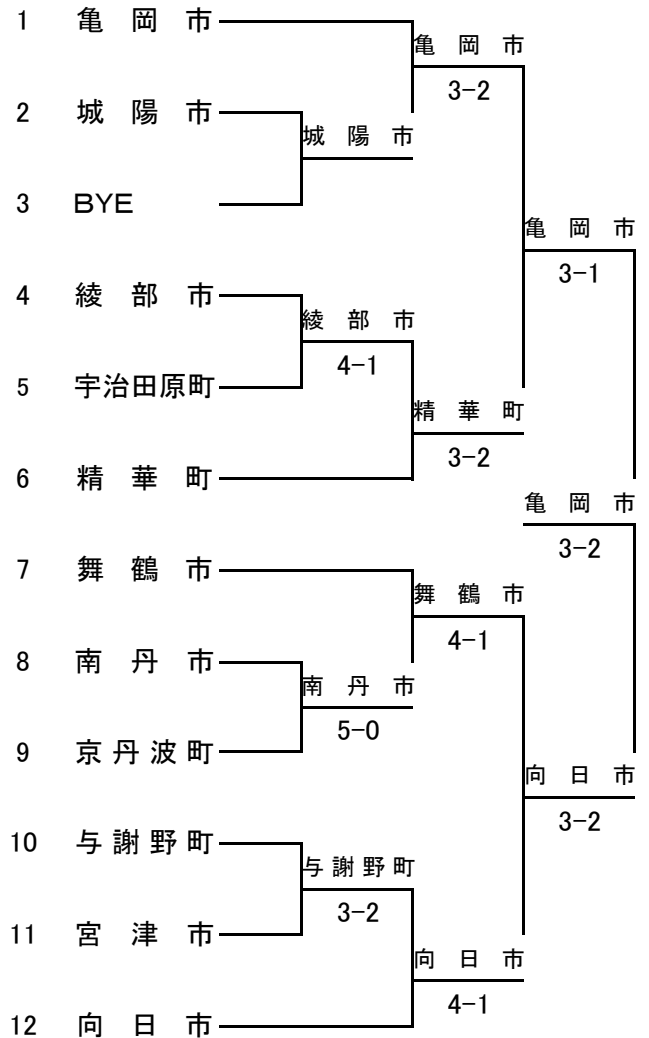 1 亀岡市
亀岡市
3-2
2 城陽市
城陽市
3 BYE
亀岡市
3-1
4 綾部市
綾部市
4-1
5 宇治田原町
精華町
3-2
6 精華町
亀岡市
3-2
7 舞鶴市
舞鶴市
4-1
8 南丹市
南丹市
5-0
9 京丹波町
向日市
3-2
10 与謝野町
与謝野町
3-2
11 宮津市
向日市
4-1
12 向日市